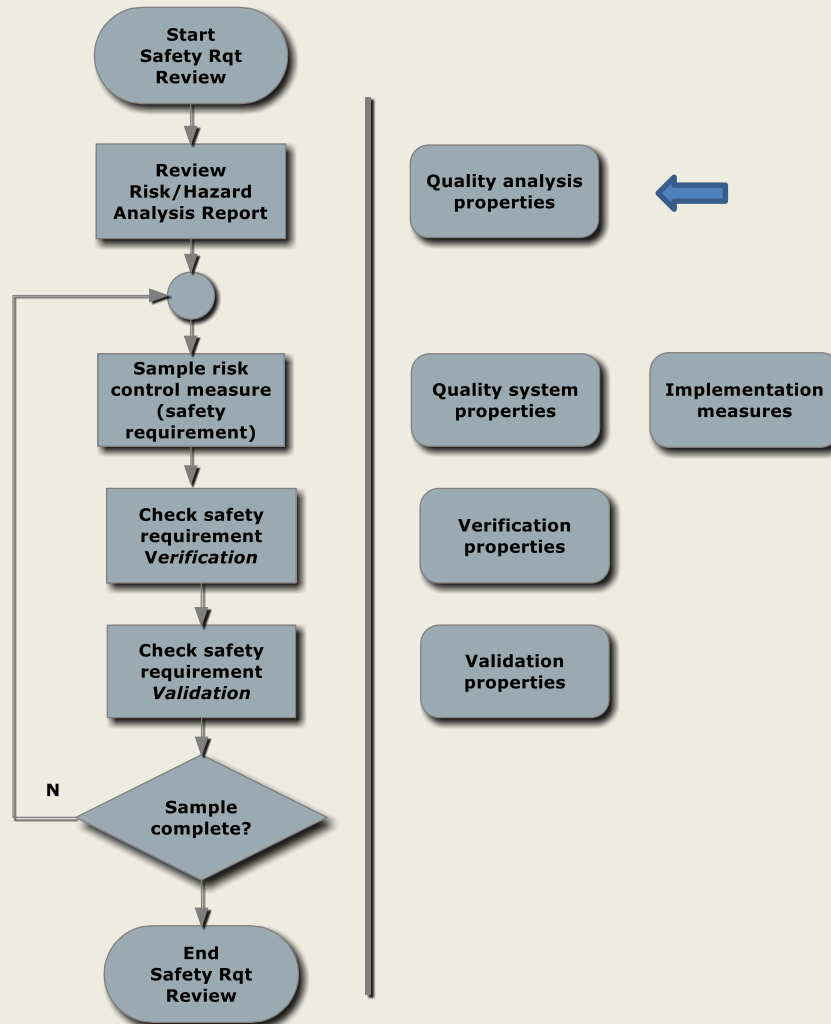 Start
Safety Rqt
Review
Review
Risk/Hazard
Analysis Report
Quality analysis
properties
Sample risk
control measure
(safety
requirement)
Quality system
properties
Implementation
measures
Check safety
requirement
Verification
Verification
properties
Check safety
requirement
Validation
Validation
properties
N
Sample
complete?
End
Safety Rqt
Review